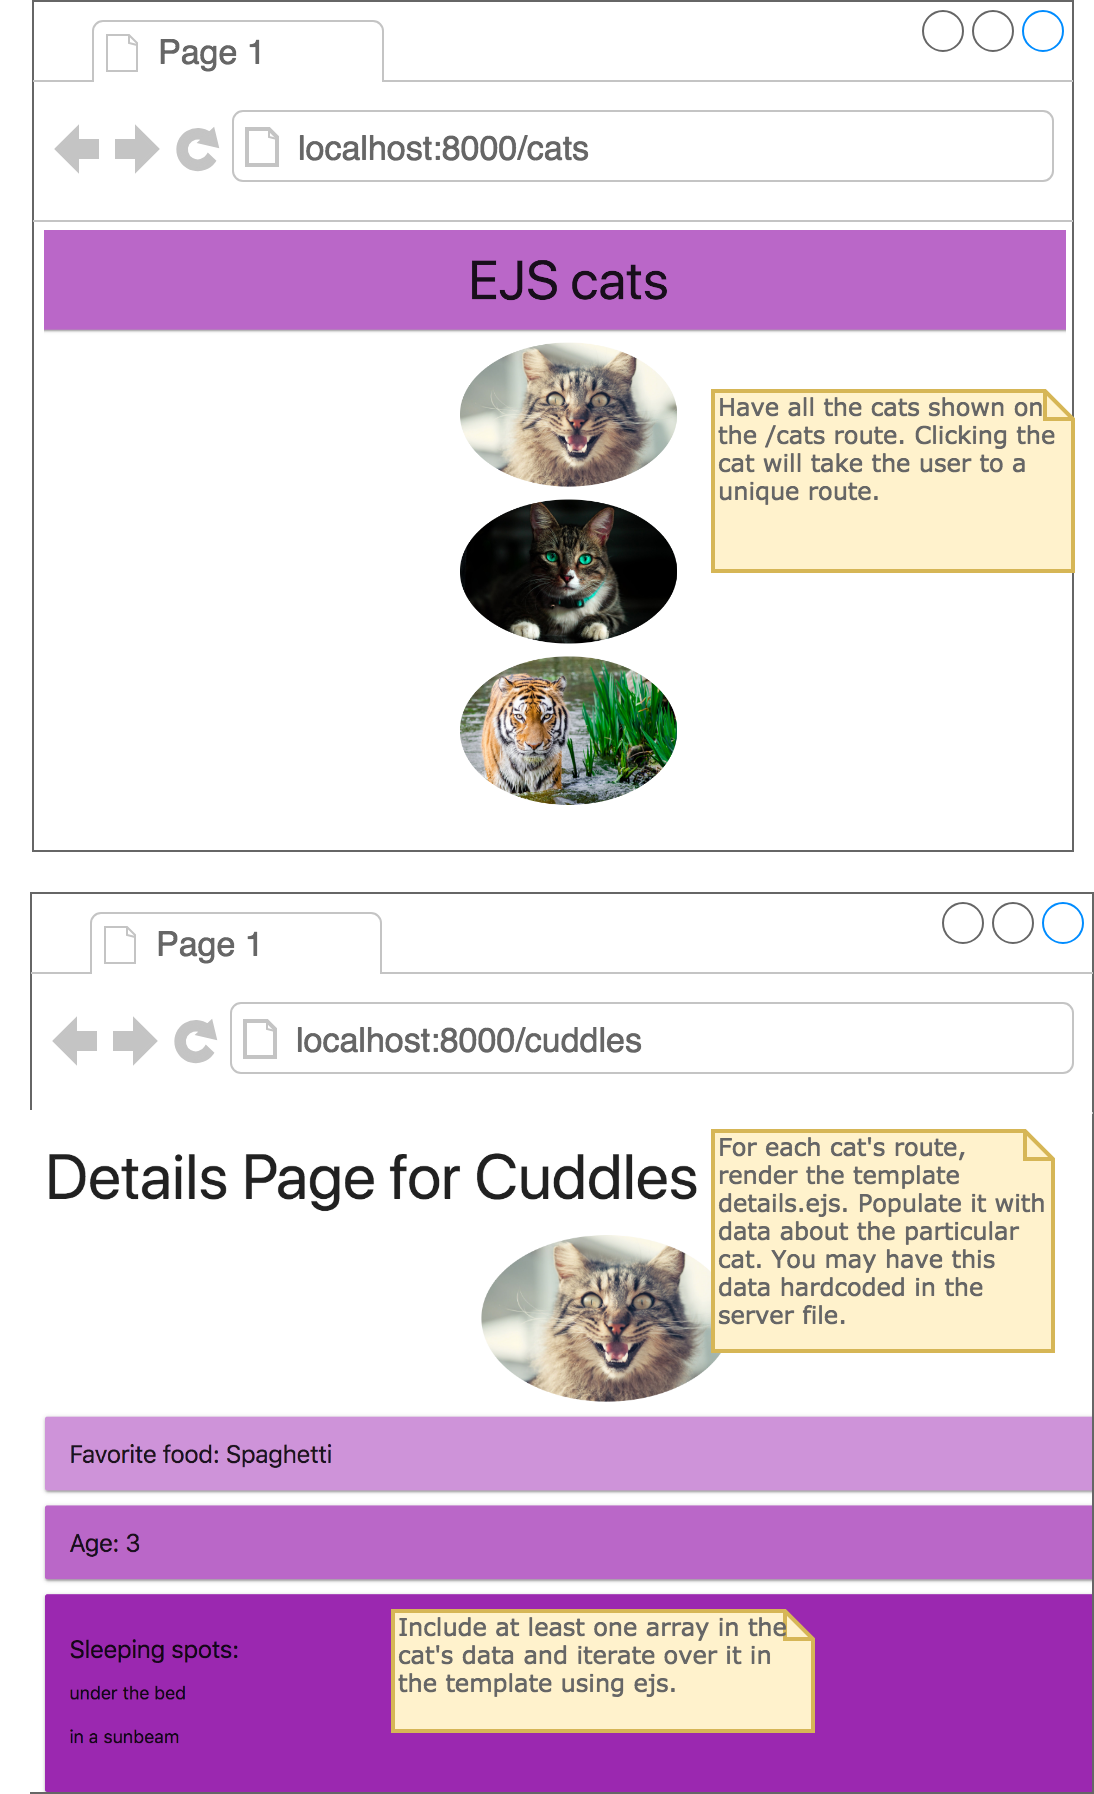 Page 1
localhost:8000/cats
EJS cats
Have all the cats shown on
the /cats route. Clicking the
cat will take the user to a
unique route.
Page 1
localhost:8000/cuddles
Details Page for Cuddles
For each cat's route,
render the template
details.ejs. Populate it with
data about the particular
cat. You may have this
data hardcoded in the
server file.
Favorite food: Spaghetti
Age: 3
Sleeping spots:
under the bed
in a sunbeam
Include at least one array in the
cat's data and iterate over it in
the template using ejs.